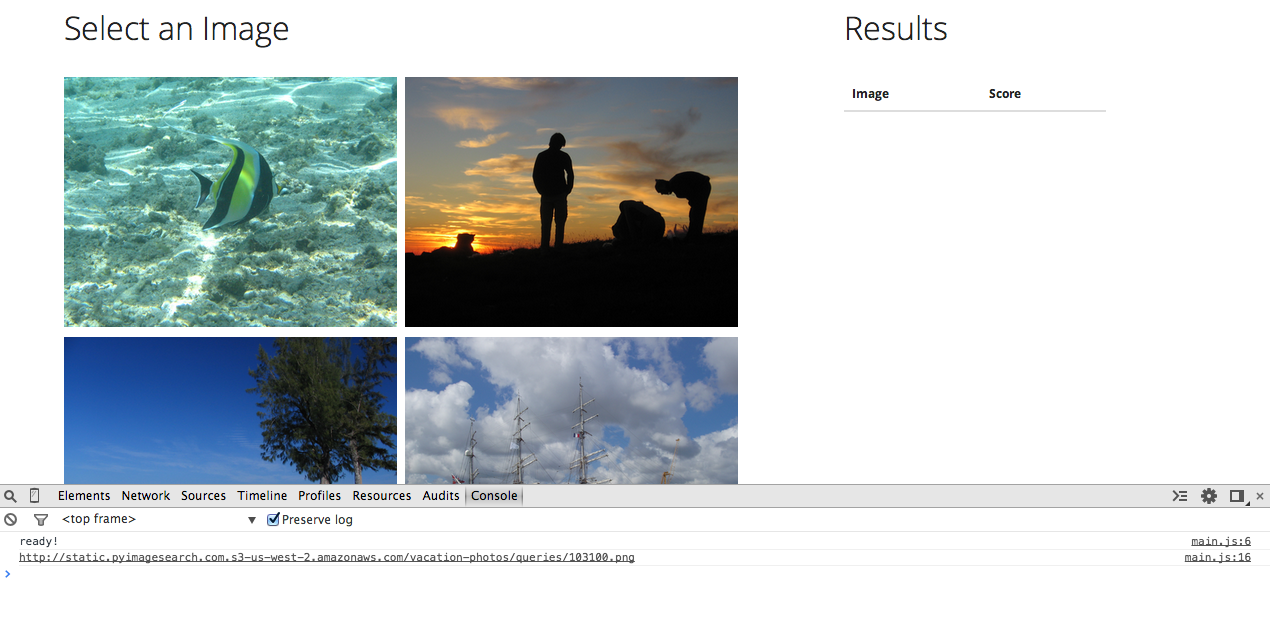 Select an Image
Results
Image Score
Elements Network Sources Timeline Profiles Resources Audits Console
<top frame> Preserve log
ready! main.js:6
http://static.pyimagesearch.com.s3-us-west-2.amazonaws.com/vacation-photos/queries/103100.png main.js:16